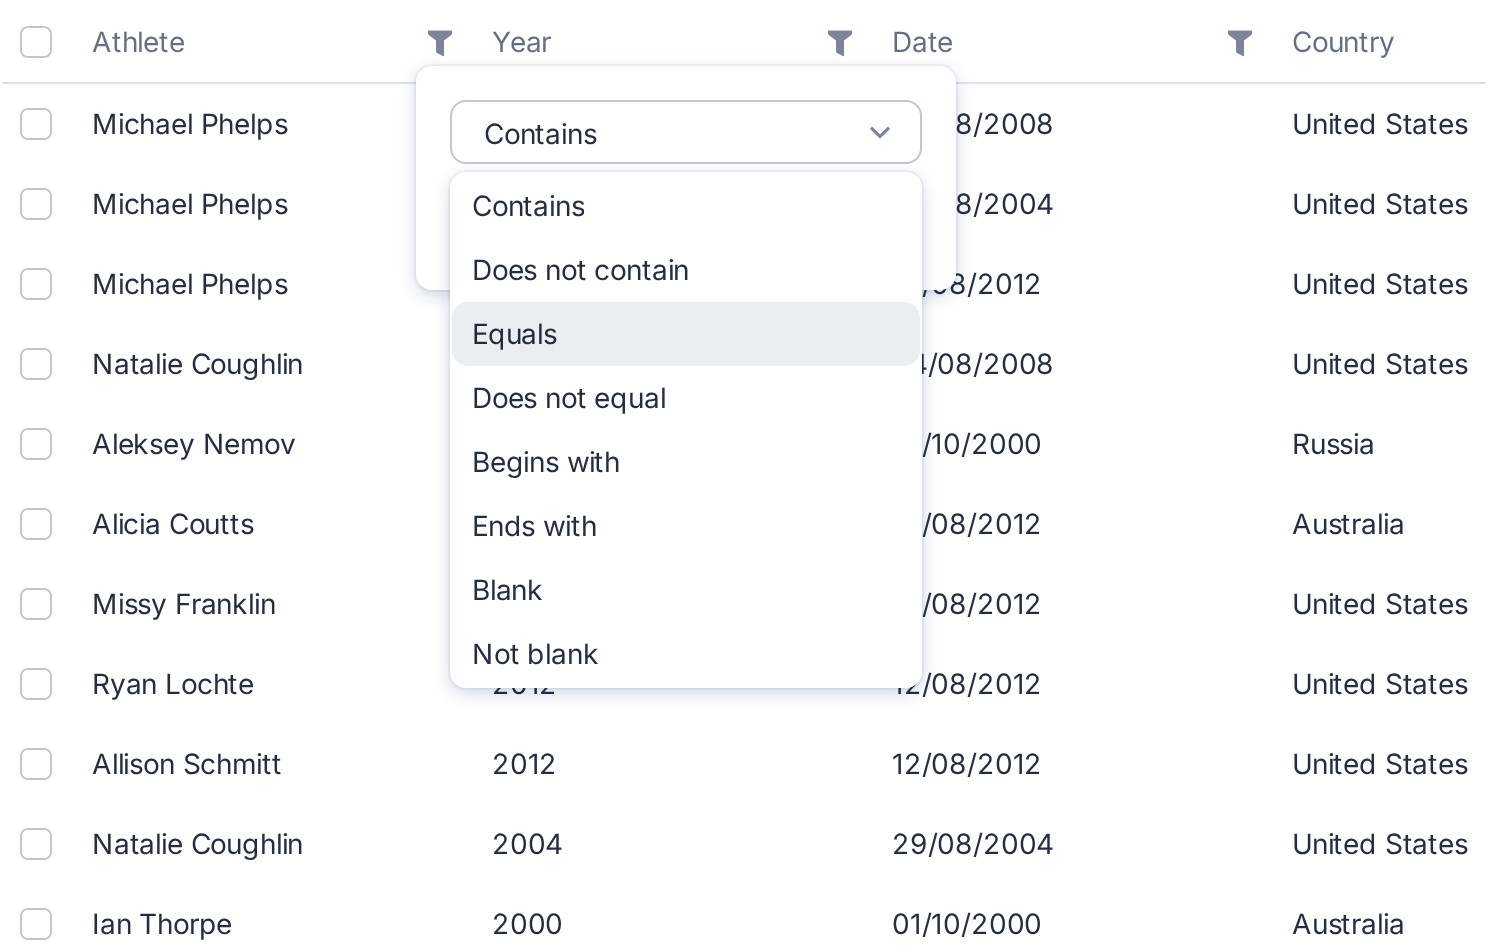 Athlete Year Date Country
Contains
Michael Phelps 8/2008 United States
Contains
Michael Phelps 8/2004 United States
Does not contain
Michael Phelps /2012 United States
Equals
Natalie Coughlin /08/2008 United States
Does not equal
Aleksey Nemov /10/2000 Russia
Begins with
Alicia Coutts /08/2012 Australia
Ends with
Missy Franklin /08/2012 United States
Blank
Not blank
Ryan Lochte 2012 12/08/2012 United States
Allison Schmitt 2012 12/08/2012 United States
Natalie Coughlin 2004 29/08/2004 United States
Ian Thorpe 2000 01/10/2000 Australia